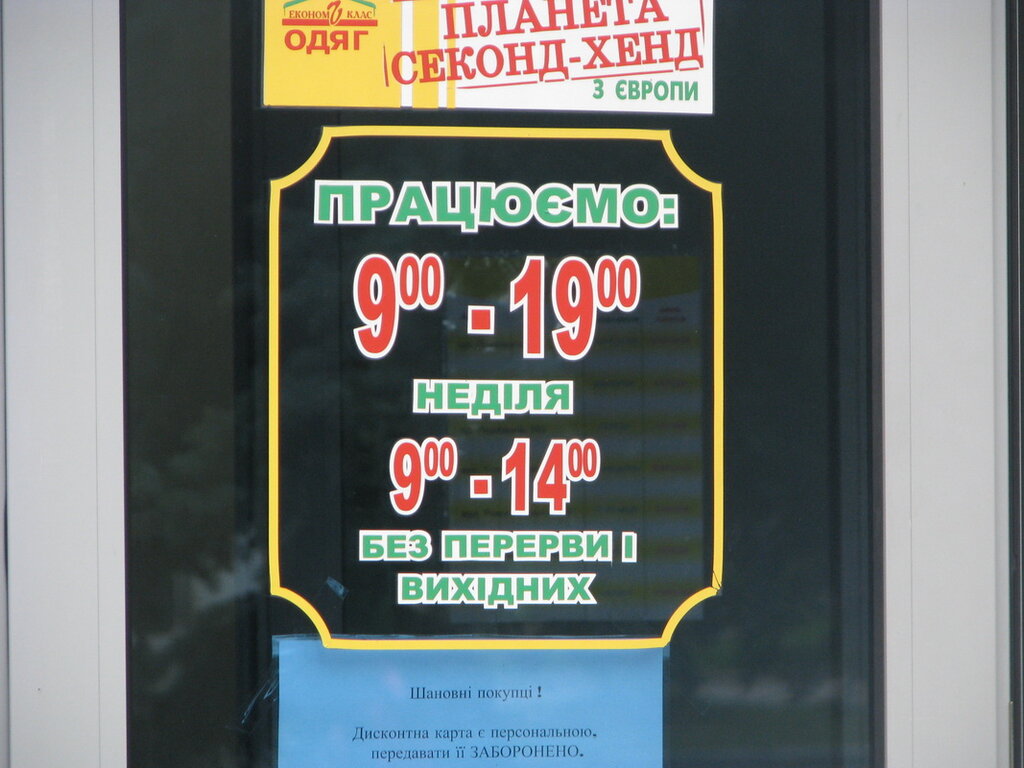 ЕКОНОМ КЛАС
ОДЯГ
ПЛАНЕТА
СЕКОНД-ХЕНД
З ЄВРОПИ
ПРАЦЮЄМО:
9⁰⁰ - 19⁰⁰
НЕДІЛЯ
9⁰⁰ - 14⁰⁰
БЕЗ ПЕРЕРВИ І
ВИХІДНИХ
Шановні покупці !
Дисконтна карта є персональною,
передавати її ЗАБОРОНЕНО.